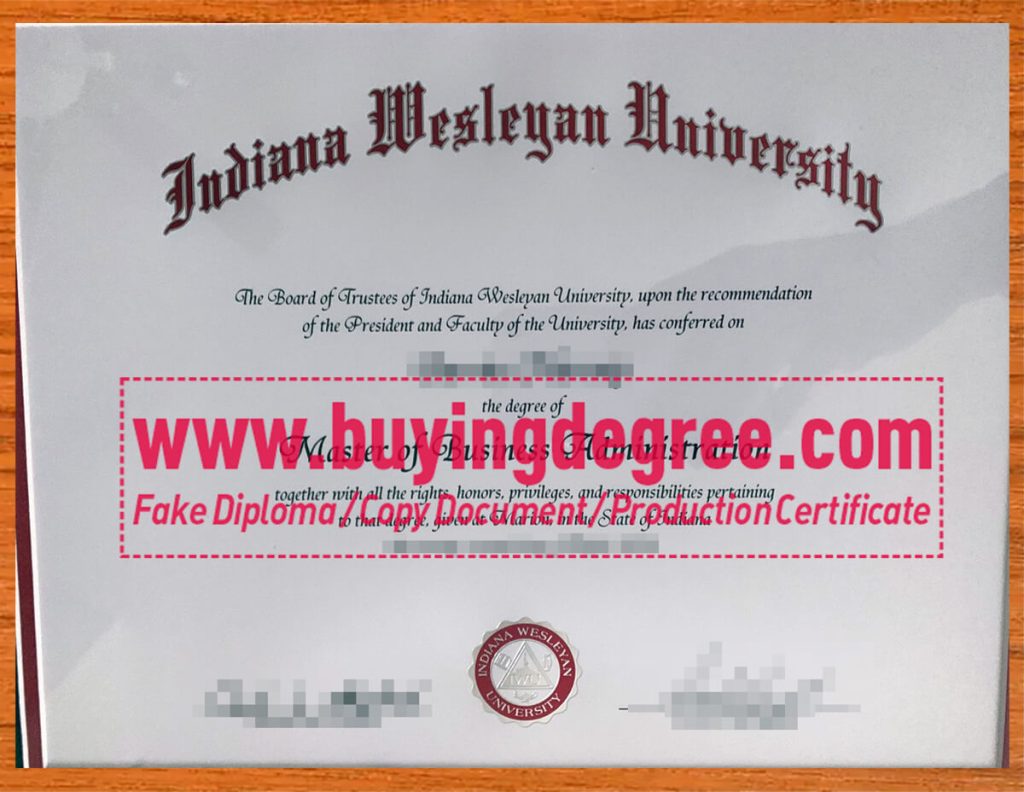 Indiana Wesleyan University
The Board of Trustees of Indiana Wesleyan University, upon the recommendation
of the President and Faculty of the University, has conferred on
the degree of
www.buyingdegree.com
Master of Business Administration
together with all the rights, honors, privileges, and responsibilities pertaining
Fake Diploma/Copy Document/Production Certificate
to that degree, given at Marion, in the State of Indiana
INDIANA WESLEYAN
IWU
UNIVERSITY